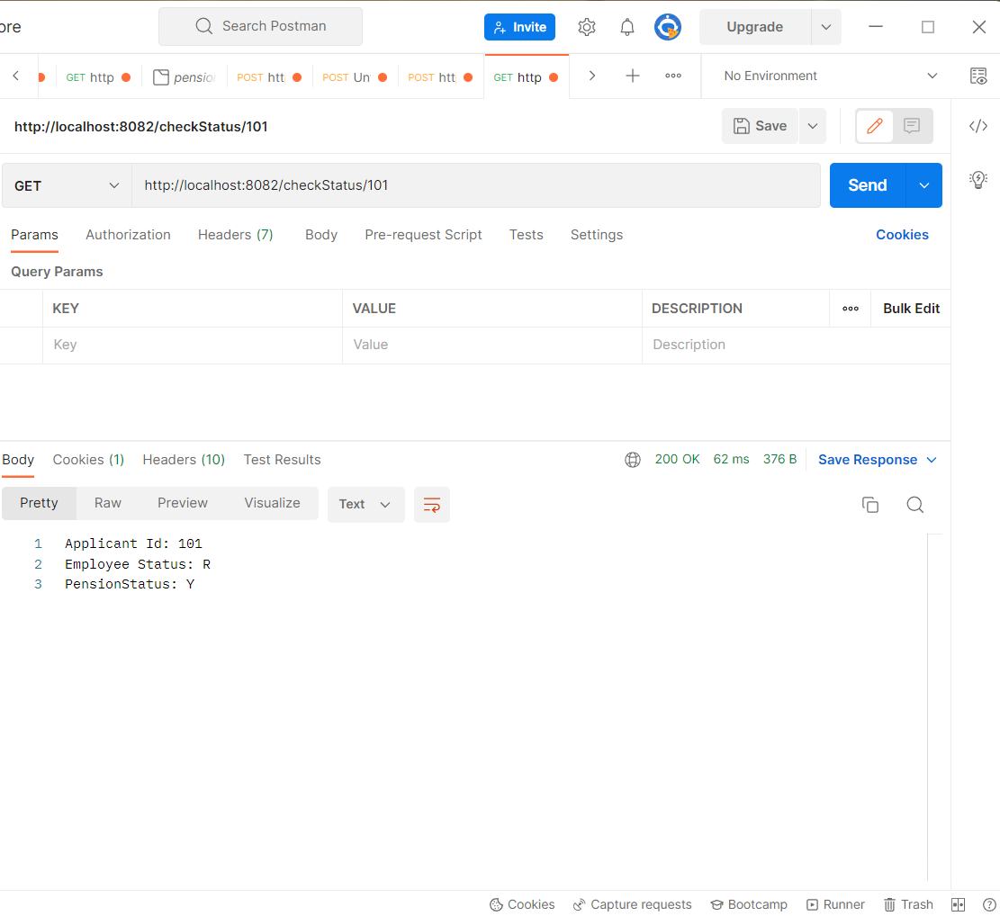 ore Search Postman Invite Upgrade
GET http pensio POST htt POST Un POST htt GET http No Environment
http://localhost:8082/checkStatus/101 Save
GET http://localhost:8082/checkStatus/101 Send
Params Authorization Headers (7) Body Pre-request Script Tests Settings Cookies
Query Params
KEY VALUE DESCRIPTION Bulk Edit
Key Value Description
Body Cookies (1) Headers (10) Test Results 200 OK 62 ms 376 B Save Response
Pretty Raw Preview Visualize Text
1 Applicant Id: 101
2 Employee Status: R
3 PensionStatus: Y
Cookies Capture requests Bootcamp Runner Trash